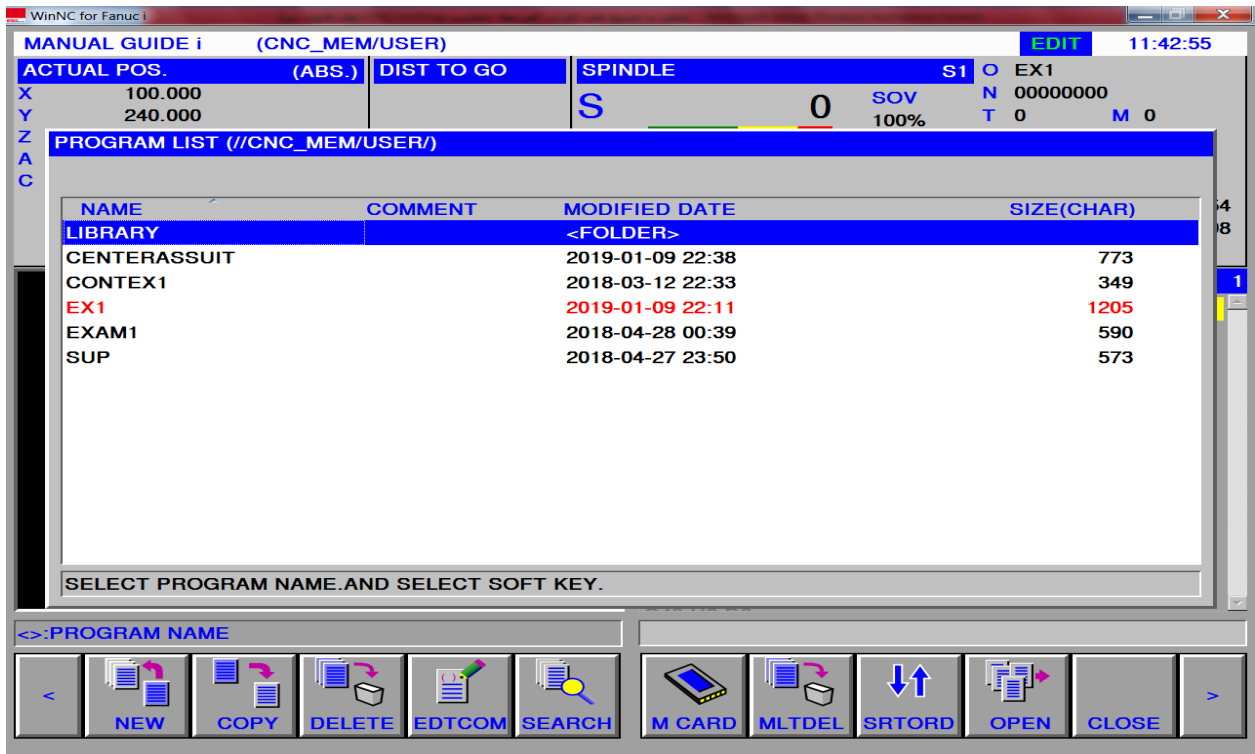 WinNC for Fanuc i
MANUAL GUIDE i (CNC_MEM/USER) EDIT 11:42:55
ACTUAL POS. (ABS.) DIST TO GO SPINDLE S1 O EX1
X 100.000 S 0 SOV N 00000000
Y 240.000 100% T 0 M 0
Z
A
C
PROGRAM LIST (//CNC_MEM/USER/)
NAME COMMENT MODIFIED DATE SIZE(CHAR)
LIBRARY <FOLDER>
CENTERASSUIT 2019-01-09 22:38 773
CONTEX1 2018-03-12 22:33 349
EX1 2019-01-09 22:11 1205
EXAM1 2018-04-28 00:39 590
SUP 2018-04-27 23:50 573
4
8
1
SELECT PROGRAM NAME.AND SELECT SOFT KEY.
<>:PROGRAM NAME
< NEW COPY DELETE EDTCOM SEARCH M CARD MLTDEL SRTORD OPEN CLOSE >